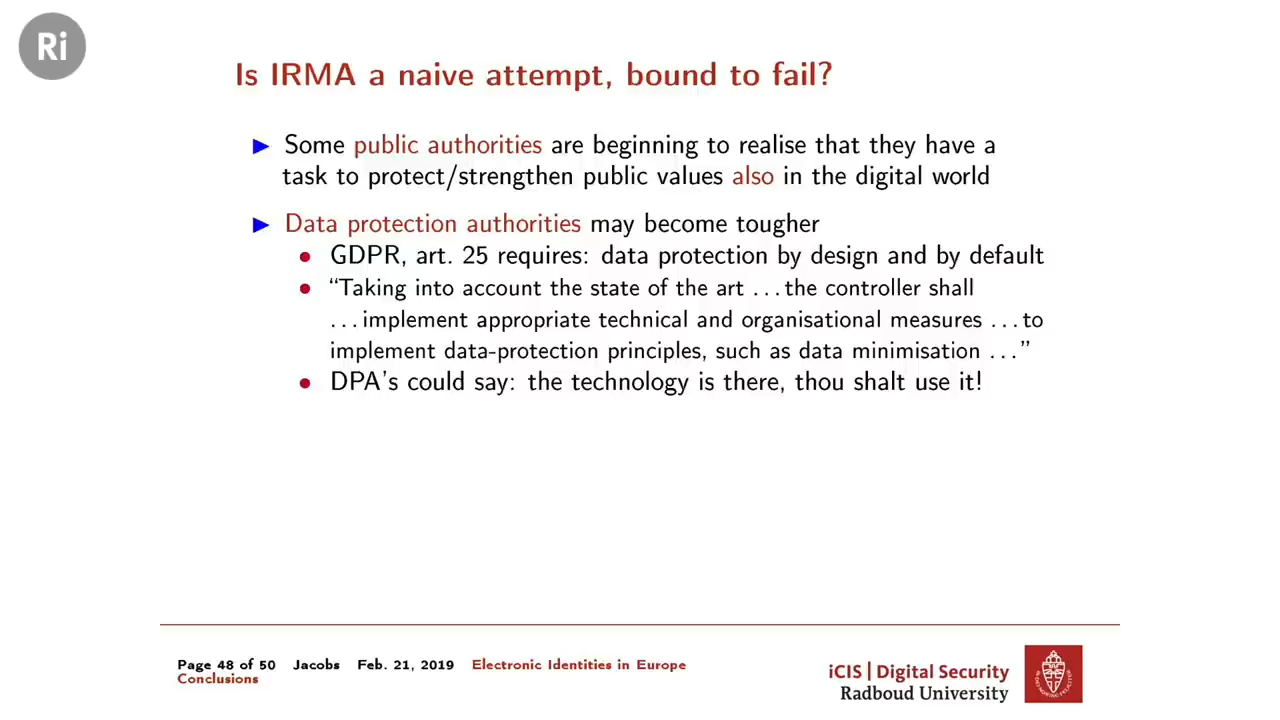 Ri
Is IRMA a naive attempt, bound to fail?
Some public authorities are beginning to realise that they have a
task to protect/strengthen public values also in the digital world
Data protection authorities may become tougher
GDPR, art. 25 requires: data protection by design and by default
“Taking into account the state of the art ...the controller shall
...implement appropriate technical and organisational measures ...to
implement data-protection principles, such as data minimisation ...”
DPA's could say: the technology is there, thou shalt use it!
Page 48 of 50 Jacobs Feb. 21, 2019 Electronic Identities in Europe
Conclusions
iCIS | Digital Security
Radboud University